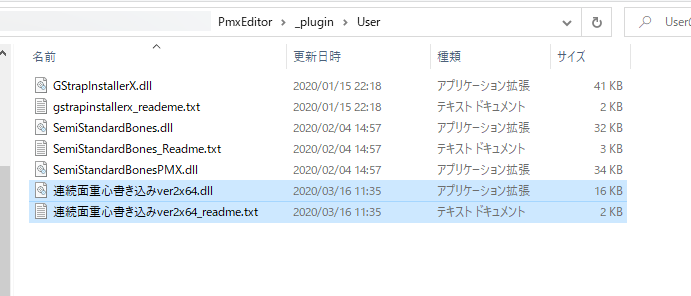 PmxEditor > _plugin > User
User
名前 更新日時 種類 サイズ
GStrapInstallerX.dll 2020/01/15 22:18 アプリケーション拡張 41 KB
gstrapinstallerx_reademe.txt 2020/01/15 22:18 テキスト ドキュメント 2 KB
SemiStandardBones.dll 2020/02/04 14:57 アプリケーション拡張 32 KB
SemiStandardBones_Readme.txt 2020/02/04 14:57 テキスト ドキュメント 3 KB
SemiStandardBonesPMX.dll 2020/02/04 14:57 アプリケーション拡張 34 KB
連続面重心書き込みver2x64.dll 2020/03/16 11:35 アプリケーション拡張 16 KB
連続面重心書き込みver2x64_readme.txt 2020/03/16 11:35 テキスト ドキュメント 2 KB